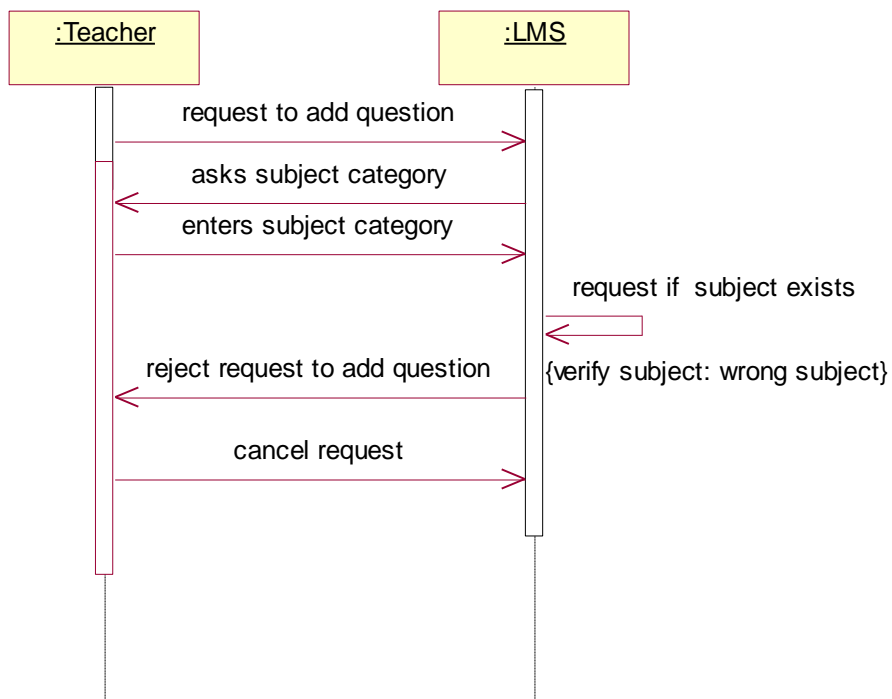 :Teacher
:LMS
request to add question
asks subject category
enters subject category
request if subject exists
{verify subject: wrong subject}
reject request to add question
cancel request